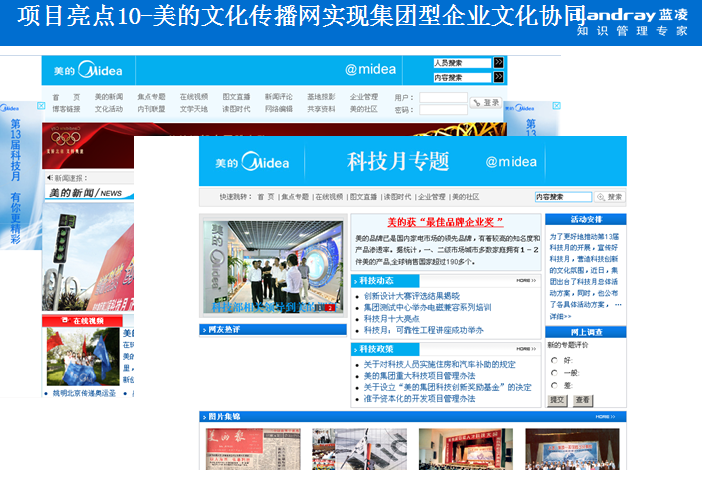 项目亮点10-美的文化传播网实现集团型企业文化协同
Landray 蓝凌
知识管理专家
美的 Midea
@midea
人员搜索
内容搜索
首 页 美的新闻 焦点专题 在线视频 图文直播 新闻评论 基地掠影 企业管理
博客链接 文化活动 内刊联盟 文学天地 读图时代 网络编辑 共享资料 美的社区
用户：
密码：
登录
Midea
第13届科技月 有你更精彩
第13
新闻速报：
美的新闻/NEWS
在线视频
姚明北京传递奥运圣
美的 Midea
科技月专题
@midea
快速跳转： 首 页 | 焦点专题 | 在线视频 | 图文直播 | 读图时代 | 企业管理 | 美的社区
内容搜索
搜索
美的 Midea
网友热评
美的获“最佳品牌企业奖”
美的品牌已是国内家电市场的领先品牌，有着较高的知名度和
产品渗透率。据统计，一、二级市场城市多数家庭拥有1－2
件美的产品,全球销售国家超过190多个。
科技动态
MORE >>
创新设计大赛评选结果揭晓
集团测试中心举办电磁兼容系列培训
科技月十大亮点
科技月：可靠性工程讲座成功举办
科技政策
MORE >>
关于对科技人员实施住房和汽车补助的规定
美的集团重大科技项目管理办法
关于设立“美的集团科技创新奖励基金”的决定
准予资本化的开发项目管理办法
活动安排
为了更好地推动第13届
科技月的开展，宣传好
科技月，营造科技创新
的文化氛围，近日，集
团出台了科技月总体活
动方案，同时，也公布
了各具体活动方案， …
详细>>
网上调查
新的专题评价
好:
一般:
差:
提交 查看
图片集锦
MORE >>
美的报